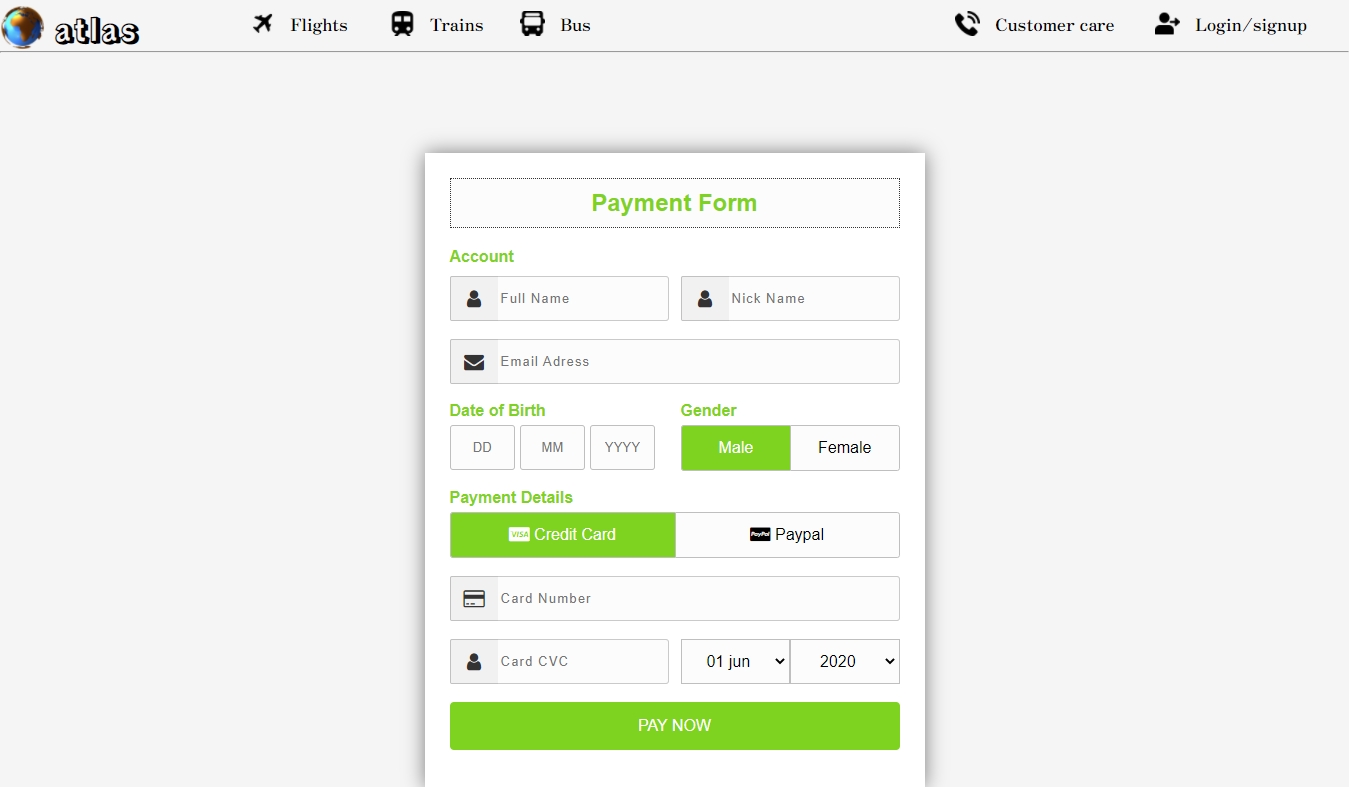 atlas Flights Trains Bus Customer care Login/signup
Payment Form
Account
Full Name Nick Name
Email Adress
Date of Birth Gender
DD MM YYYY Male Female
Payment Details
VISA Credit Card PayPal Paypal
Card Number
Card CVC 01 jun 2020
PAY NOW